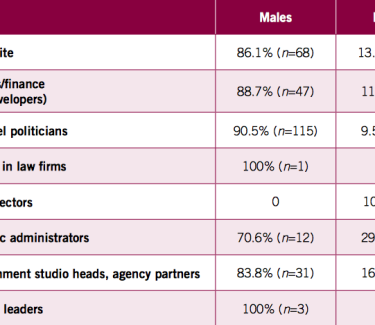 Males
ite 86.1% (n=68) 13.
s/finance
velopers) 88.7% (n=47) 11
el politicians 90.5% (n=115) 9.5
in law firms 100% (n=1)
ectors 0 10
c administrators 70.6% (n=12) 29
nment studio heads, agency partners 83.8% (n=31) 16
leaders 100% (n=3)